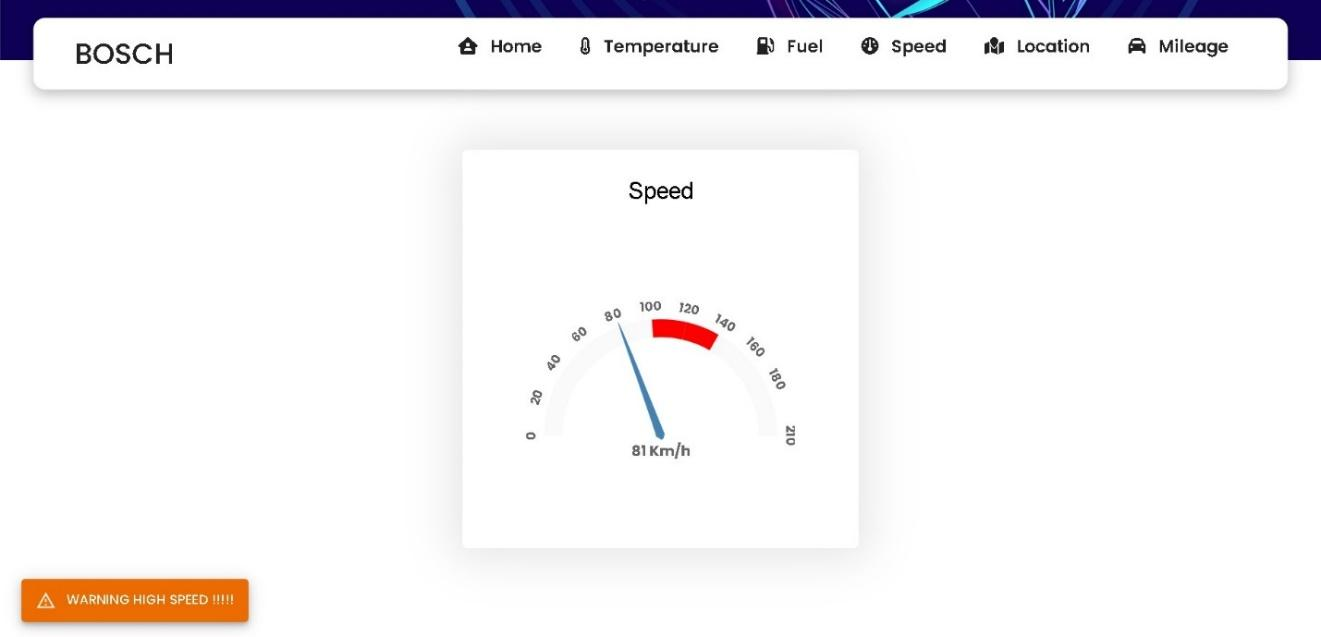 BOSCH
Home Temperature Fuel Speed Location Mileage
Speed
0 20 40 60 80 100 120 140 160 180 210
81 Km/h
WARNING HIGH SPEED !!!!!